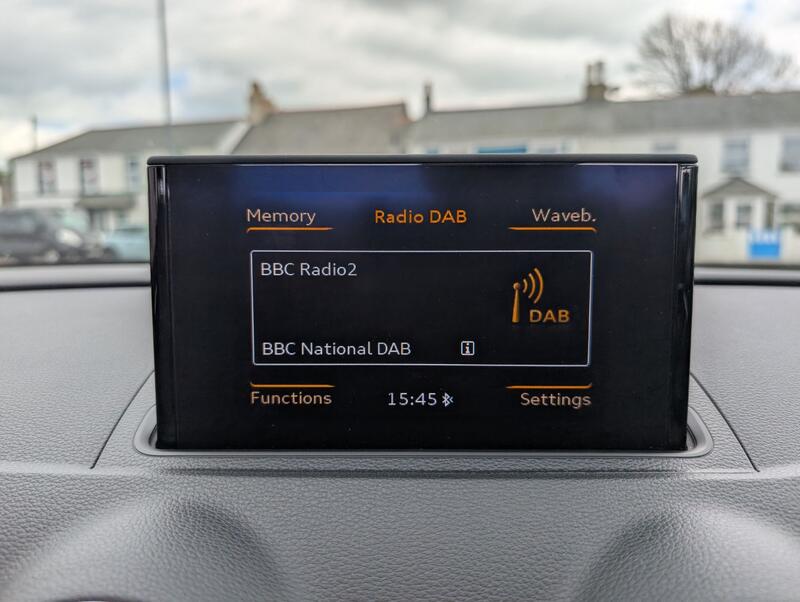 Memory Radio DAB Waveb.
BBC Radio2
DAB
BBC National DAB i
Functions 15:45 Settings